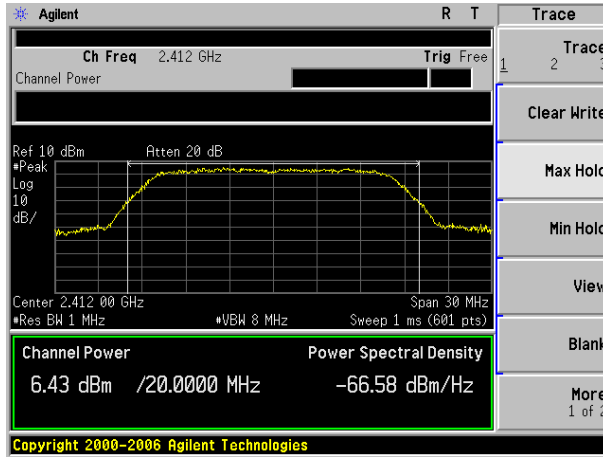 Agilent R T Trace
Ch Freq 2.412 GHz Trig Free
Channel Power
Trace
1 2 3
Clear Write
Max Hold
Min Hold
View
Blank
More
1 of 2
Ref 10 dBm Atten 20 dB
#Peak
Log
10
dB/
Center 2.412 00 GHz Span 30 MHz
#Res BW 1 MHz #VBW 8 MHz Sweep 1 ms (601 pts)
Channel Power Power Spectral Density
6.43 dBm /20.0000 MHz -66.58 dBm/Hz
Copyright 2000-2006 Agilent Technologies